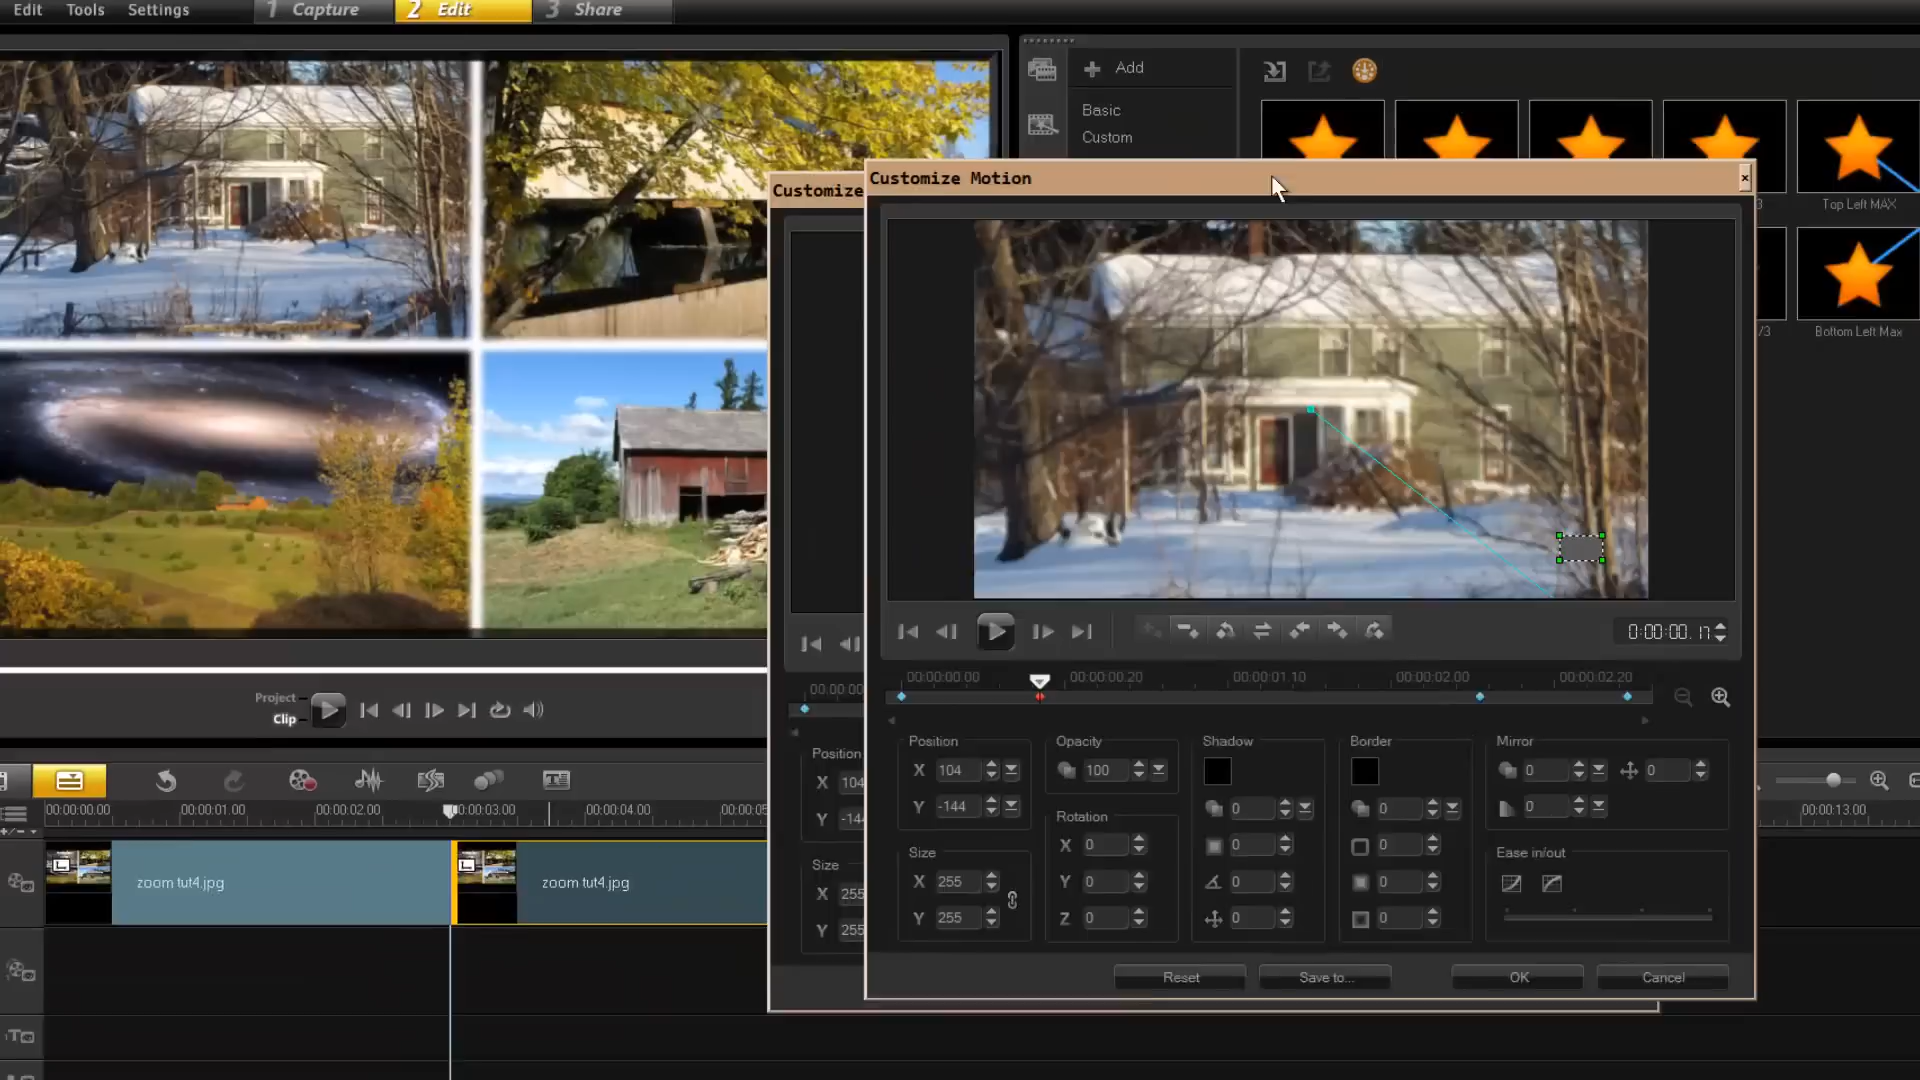 Edit Tools Settings 1 Capture 2 Edit 3 Share
Add
Basic
Custom
Top Left MAX
Bottom Left Max
Customize
Customize Motion
0:00:00. 17
00:00:00.00 00:00:00.20 00:00:01.10 00:00:02.00 00:00:02.20
Project
Clip
Position
X 104
Y -144
Size
X 255
Y 255
Position
X 104
Y -144
Size
X 255
Y 255
Opacity
100
Rotation
X 0
Y 0
Z 0
Shadow
0
0
0
0
Border
0
0
0
0
Mirror
0 0
0
Ease in/out
Reset Save to... OK Cancel
00:00:00.00 00:00:01.00 00:00:02.00 00:00:03.00 00:00:04.00
00:00:13.00
zoom tut4.jpg zoom tut4.jpg